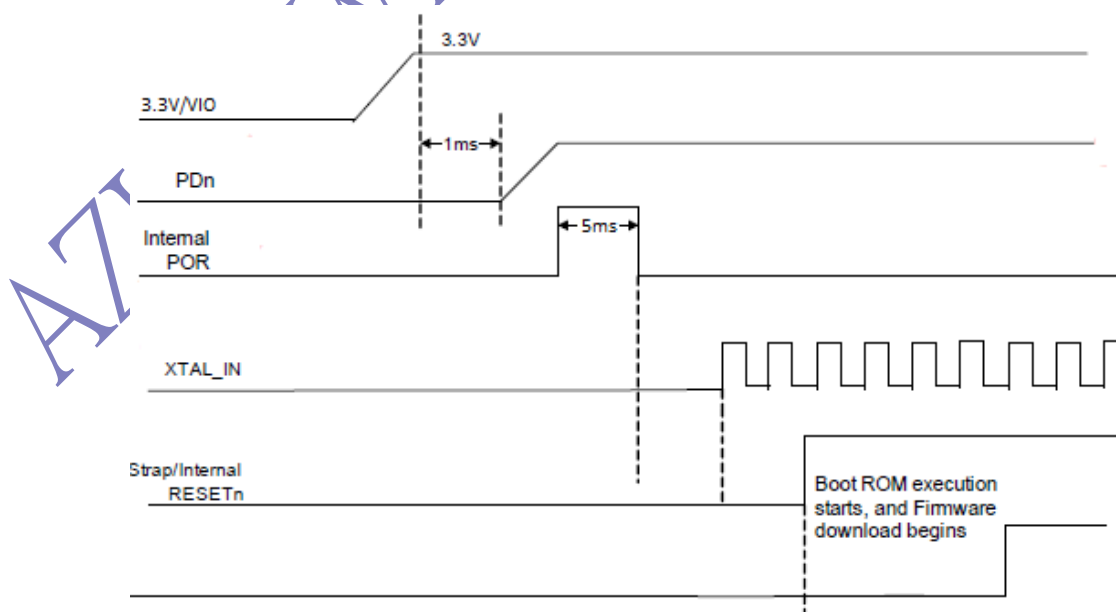 3.3V
3.3V/VIO
1ms
PDn
5ms
Internal
POR
XTAL_IN
Strap/Internal
RESETn
Boot ROM execution
starts, and Firmware
download begins